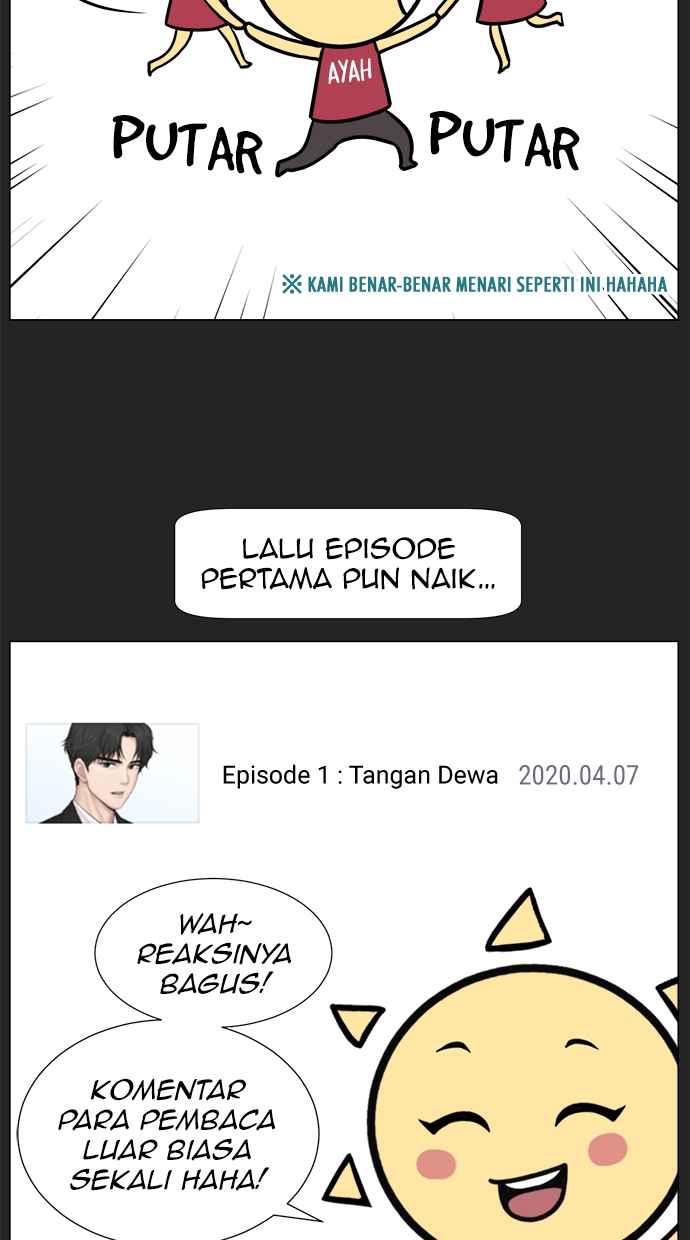 AYAH
PUTAR
PUTAR
※ KAMI BENAR-BENAR MENARI SEPERTI INI HAHAHA
LALU EPISODE
PERTAMA PUN NAIK...
Episode 1 : Tangan Dewa 2020.04.07
WAH~
REAKSINYA
BAGUS!
KOMENTAR
PARA PEMBACA
LUAR BIASA
SEKALI HAHA!